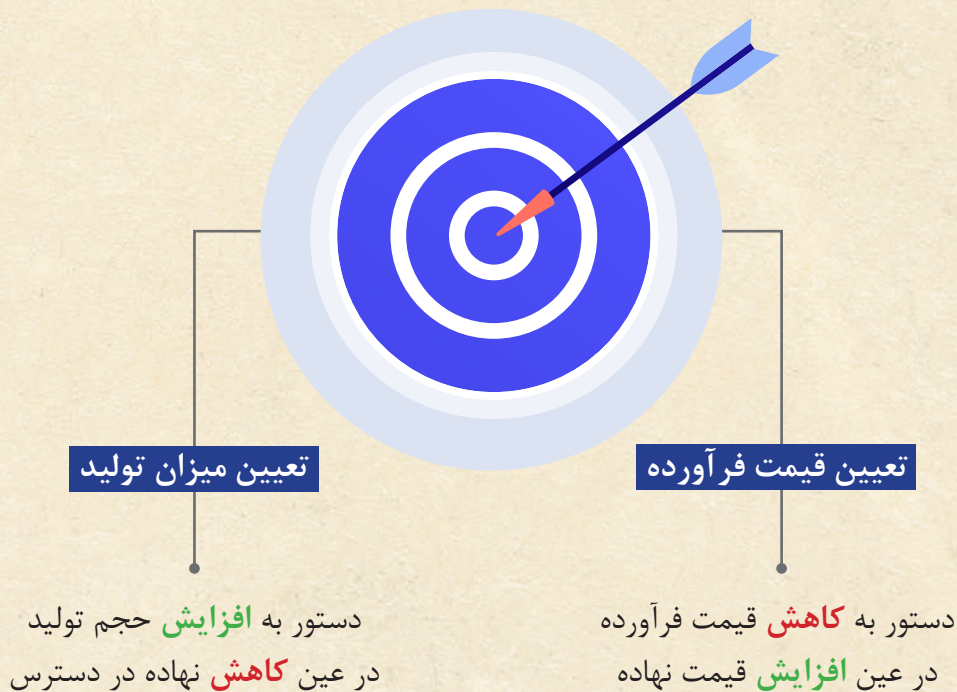 تعیین قیمت فرآورده
دستور به کاهش قیمت فرآورده
در عین افزایش قیمت نهاده
تعیین میزان تولید
دستور به افزایش حجم تولید
در عین کاهش نهاده در دسترس